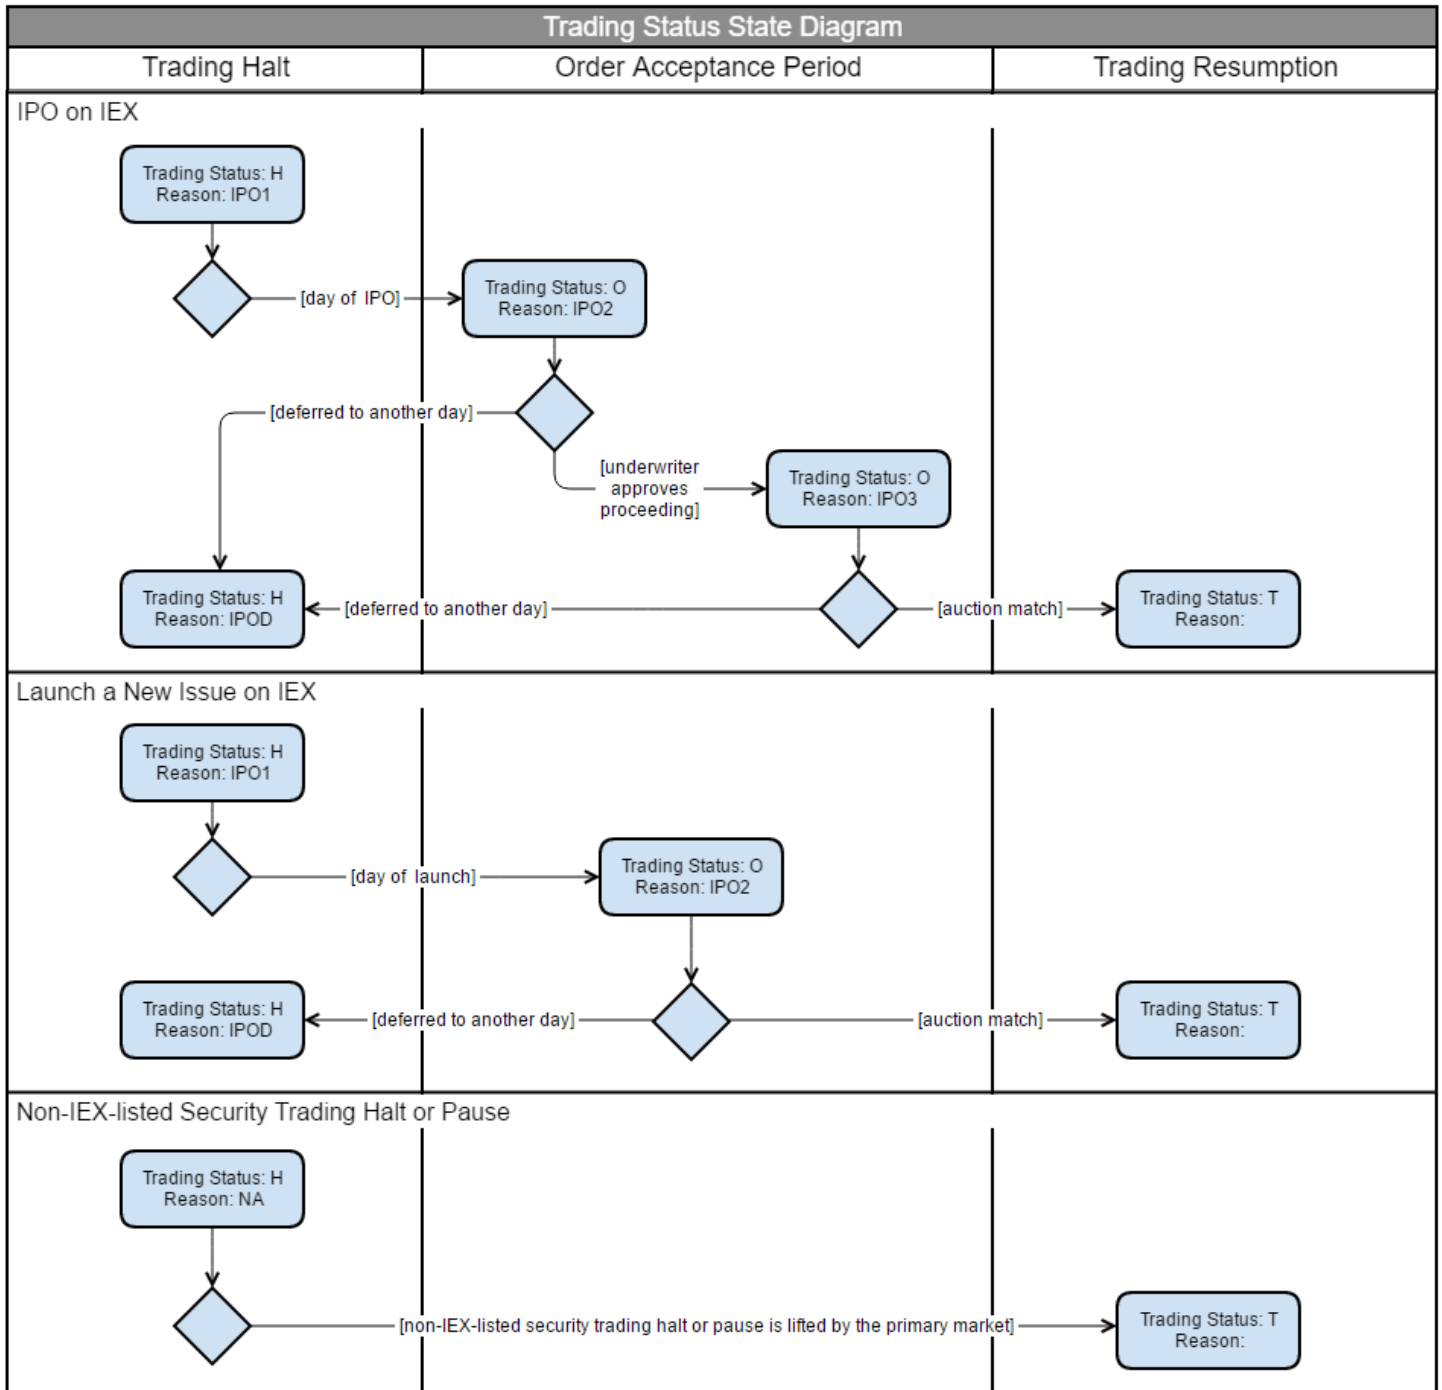 Trading Status State Diagram
Trading Halt
Order Acceptance Period
Trading Resumption
IPO on IEX
Trading Status: H
Reason: IPO1
[day of IPO]
Trading Status: O
Reason: IPO2
[deferred to another day]
[underwriter
approves
proceeding]
Trading Status: O
Reason: IPO3
Trading Status: H
Reason: IPOD
[deferred to another day]
[auction match]
Trading Status: T
Reason:
Launch a New Issue on IEX
Trading Status: H
Reason: IPO1
[day of launch]
Trading Status: O
Reason: IPO2
Trading Status: H
Reason: IPOD
[deferred to another day]
[auction match]
Trading Status: T
Reason:
Non-IEX-listed Security Trading Halt or Pause
Trading Status: H
Reason: NA
[non-IEX-listed security trading halt or pause is lifted by the primary market]
Trading Status: T
Reason: